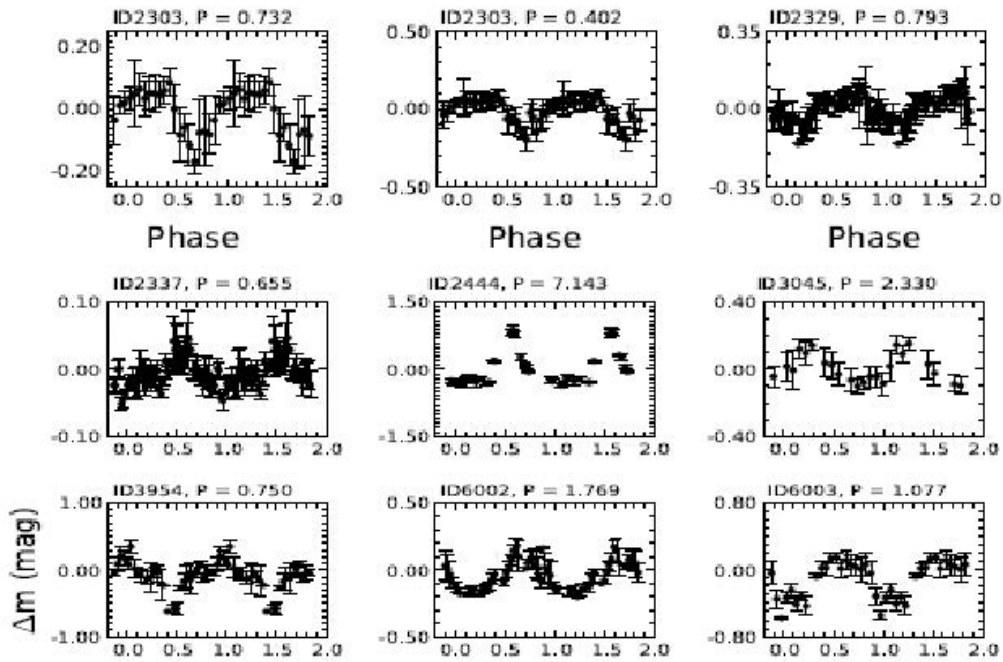 ID2303, P = 0.732
ID2303, P = 0.402
ID2329, P = 0.793
0.20
0.00
-0.20
0.0 0.5 1.0 1.5 2.0
0.50
0.00
-0.50
0.0 0.5 1.0 1.5 2.0
0.35
0.00
-0.35
0.0 0.5 1.0 1.5 2.0
Phase
Phase
Phase
ID2337, P = 0.655
ID2444, P = 7.143
ID3045, P = 2.330
0.10
0.00
-0.10
0.0 0.5 1.0 1.5 2.0
1.50
0.00
-1.50
0.0 0.5 1.0 1.5 2.0
0.40
0.00
-0.40
0.0 0.5 1.0 1.5 2.0
ID3954, P = 0.750
ID6002, P = 1.769
ID6003, P = 1.077
Δm (mag)
1.00
0.00
-1.00
0.0 0.5 1.0 1.5 2.0
0.50
0.00
-0.50
0.0 0.5 1.0 1.5 2.0
0.80
0.00
-0.80
0.0 0.5 1.0 1.5 2.0